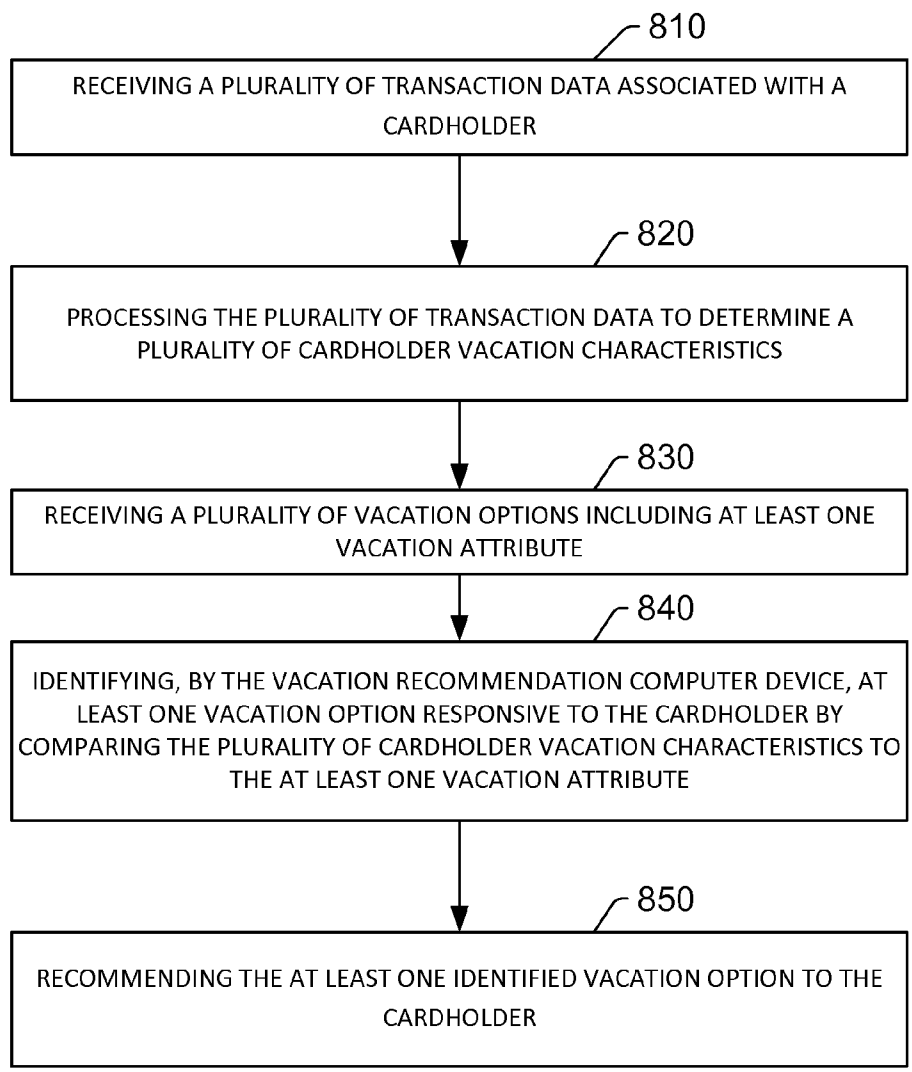 810
RECEIVING A PLURALITY OF TRANSACTION DATA ASSOCIATED WITH A
CARDHOLDER
820
PROCESSING THE PLURALITY OF TRANSACTION DATA TO DETERMINE A
PLURALITY OF CARDHOLDER VACATION CHARACTERISTICS
830
RECEIVING A PLURALITY OF VACATION OPTIONS INCLUDING AT LEAST ONE
VACATION ATTRIBUTE
840
IDENTIFYING, BY THE VACATION RECOMMENDATION COMPUTER DEVICE, AT
LEAST ONE VACATION OPTION RESPONSIVE TO THE CARDHOLDER BY
COMPARING THE PLURALITY OF CARDHOLDER VACATION CHARACTERISTICS TO
THE AT LEAST ONE VACATION ATTRIBUTE
850
RECOMMENDING THE AT LEAST ONE IDENTIFIED VACATION OPTION TO THE
CARDHOLDER